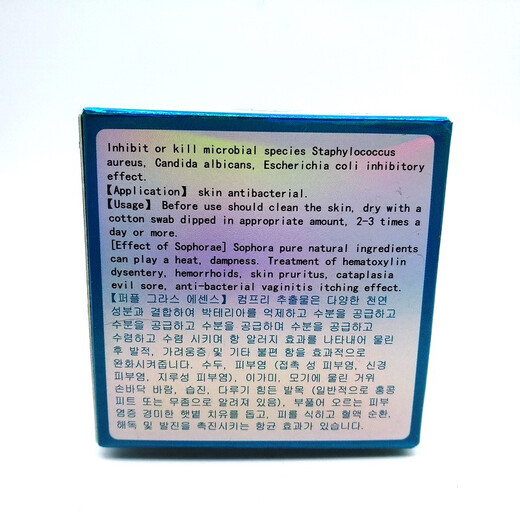 Inhibit or kill microbial species Staphylococcus
aureus, Candida albicans, Escherichia coli inhibitory
effect.
【Application】 skin antibacterial.
【Usage】 Before use should clean the skin, dry with a
cotton swab dipped in appropriate amount, 2-3 times a
day or more.
[Effect of Sophorae] Sophora pure natural ingredients
can play a heat, dampness. Treatment of hematoxylin
dysentery, hemorrhoids, skin pruritus, cataplasia
evil sore, anti-bacterial vaginitis itching effect.
【퍼플 그라스 에센스】 컴프리 추출물은 다양한 천연
성분과 결합하여 박테리아를 억제하고 수분을 공급하고
수분을 공급하고 수분을 공급하며 수분을 공급하고
수렴하고 수렴 시키며 항 알러지 효과를 나타내어 물린
후 발적, 가려움증 및 기타 불편 함을 효과적으로
완화시켜줍니다. 수두, 피부염 (접촉 성 피부염, 신경
피부염, 지루성 피부염), 이가미, 모기에 물린 거위
손바닥 바람, 습진, 다루기 힘든 발목 (일반적으로 홍콩
피트 또는 무좀으로 알려져 있음), 부풀어 오르는 피부
염증 경미한 햇볕 치유를 돕고, 피를 식히고 혈액 순환,
해독 및 발진을 촉진시키는 항균 효과가 있습니다.